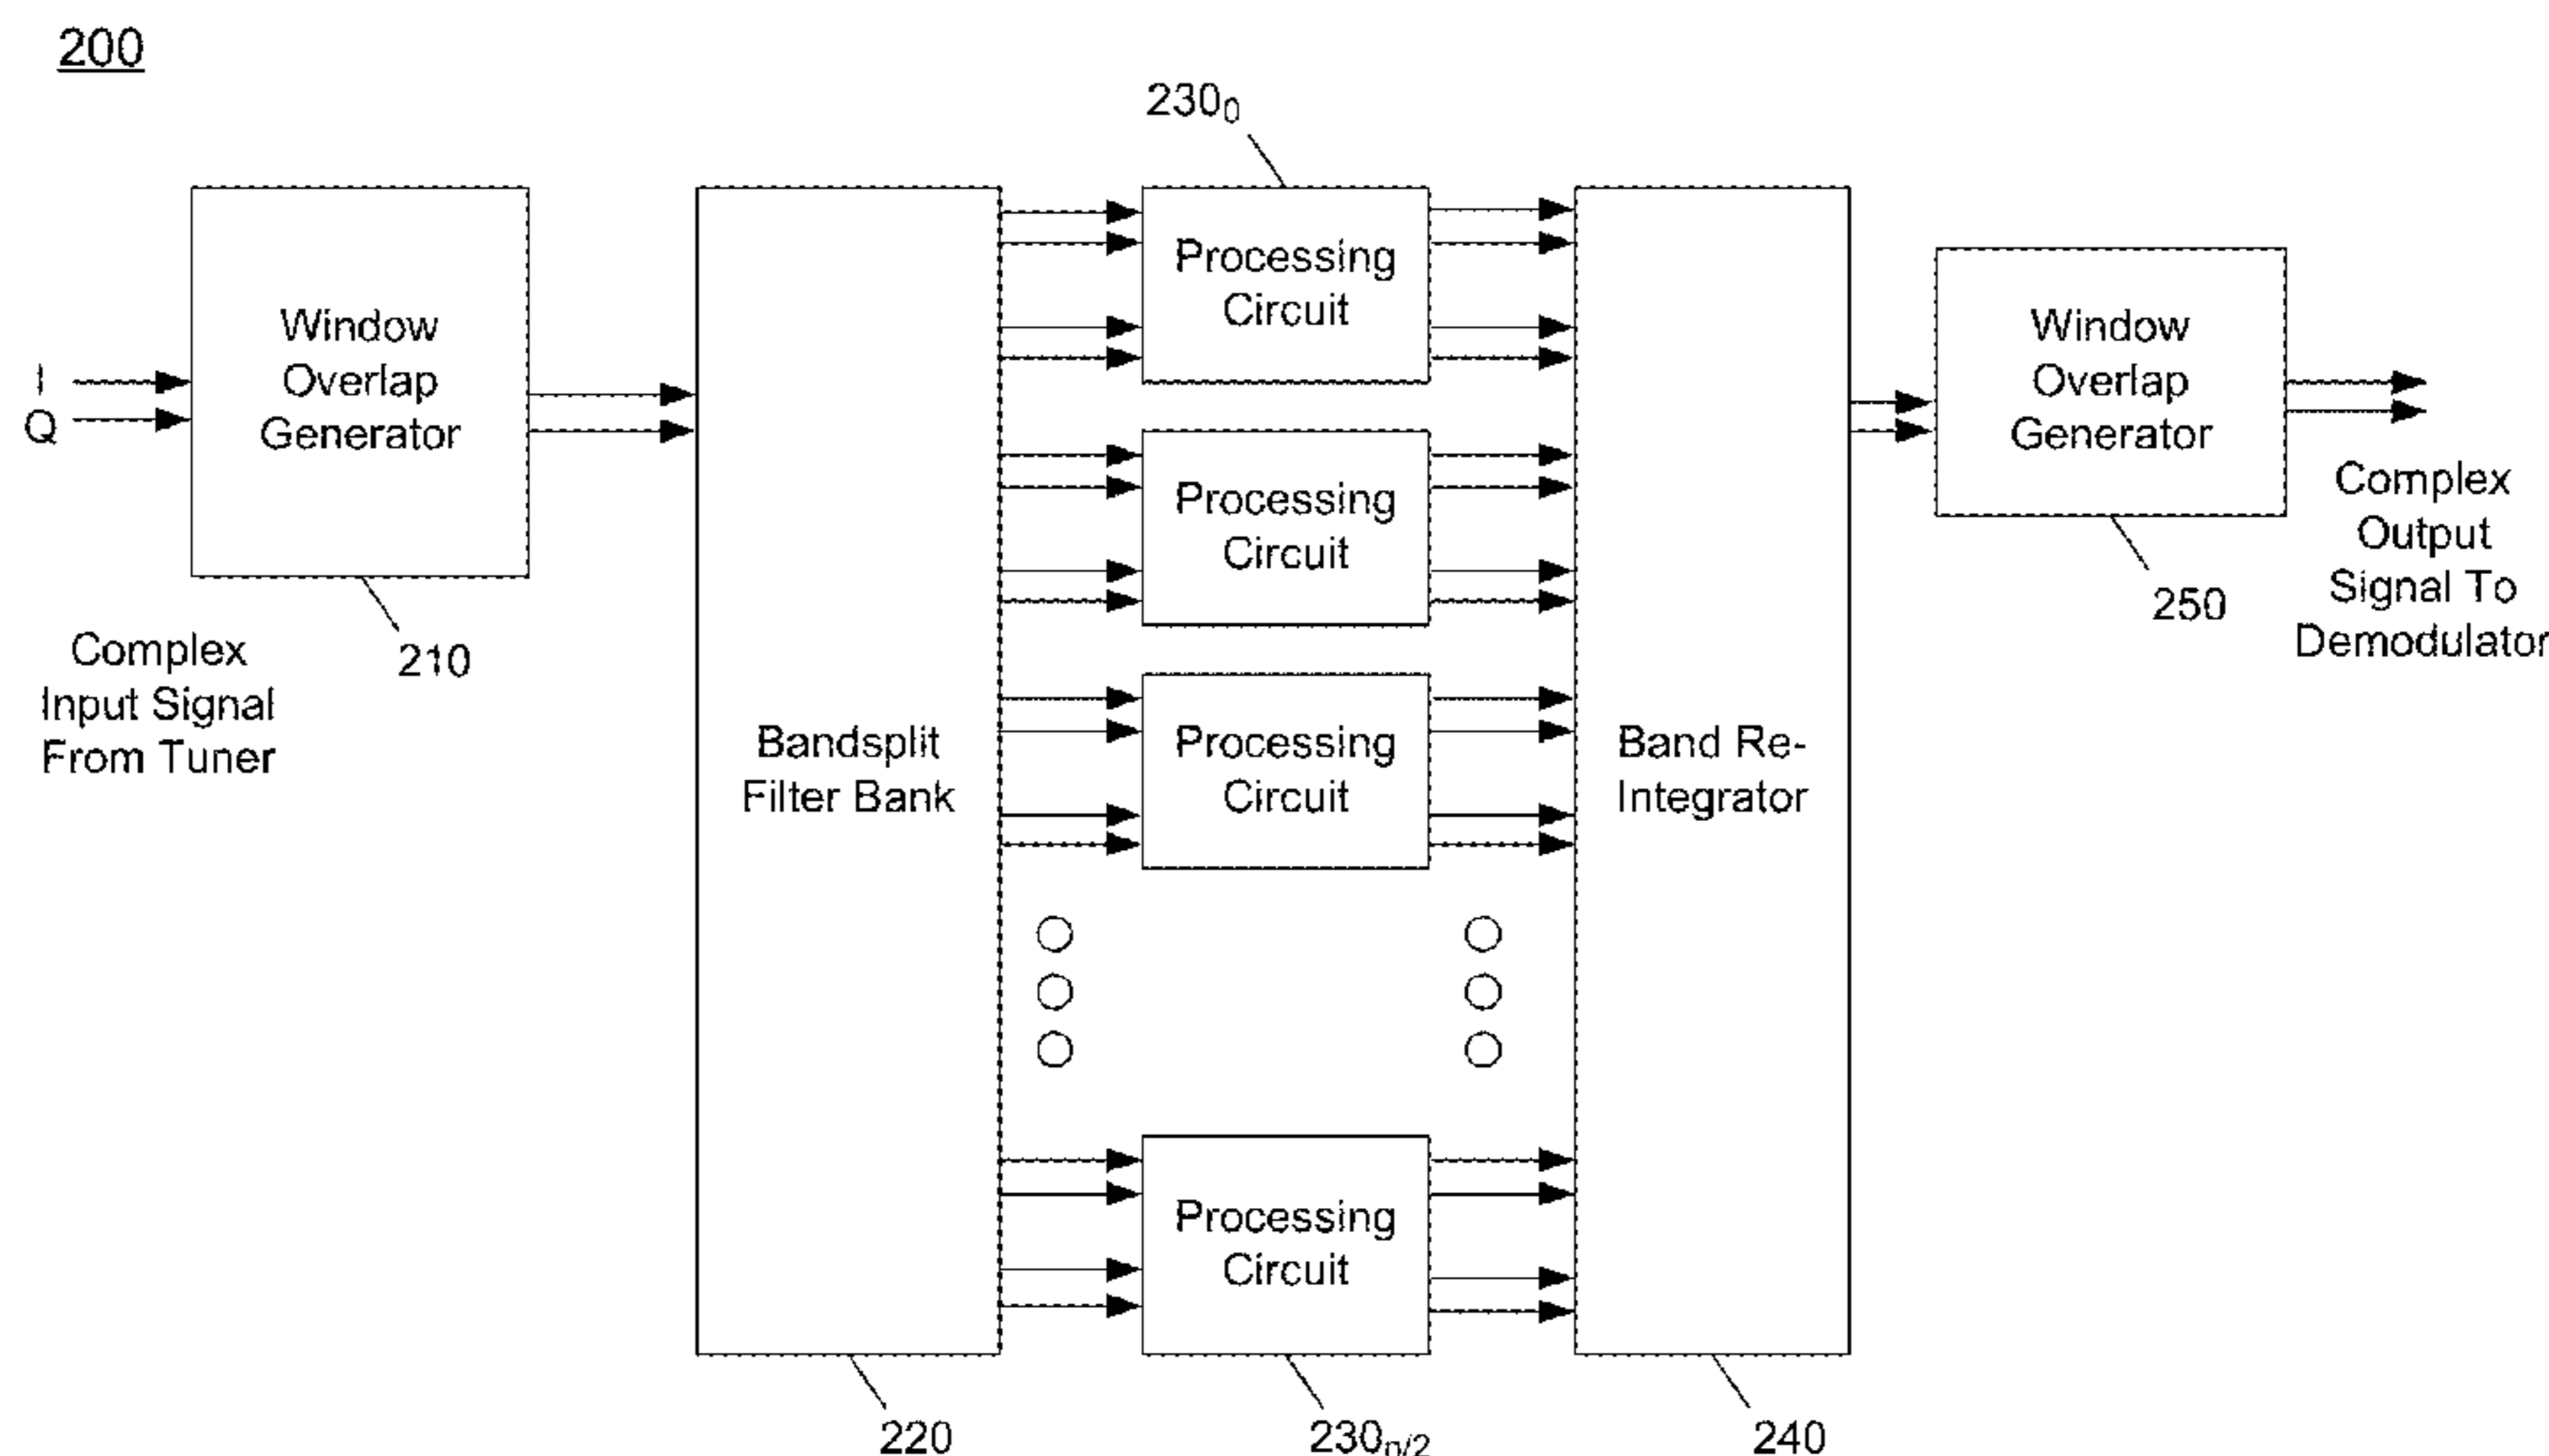 200
230₀
I
Q
Window
Overlap
Generator
210
Complex
Input Signal
From Tuner
Bandsplit
Filter Bank
220
Processing
Circuit
Processing
Circuit
Processing
Circuit
Processing
Circuit
230ₙ/₂
Band Re-
Integrator
240
Window
Overlap
Generator
250
Complex
Output
Signal To
Demodulator